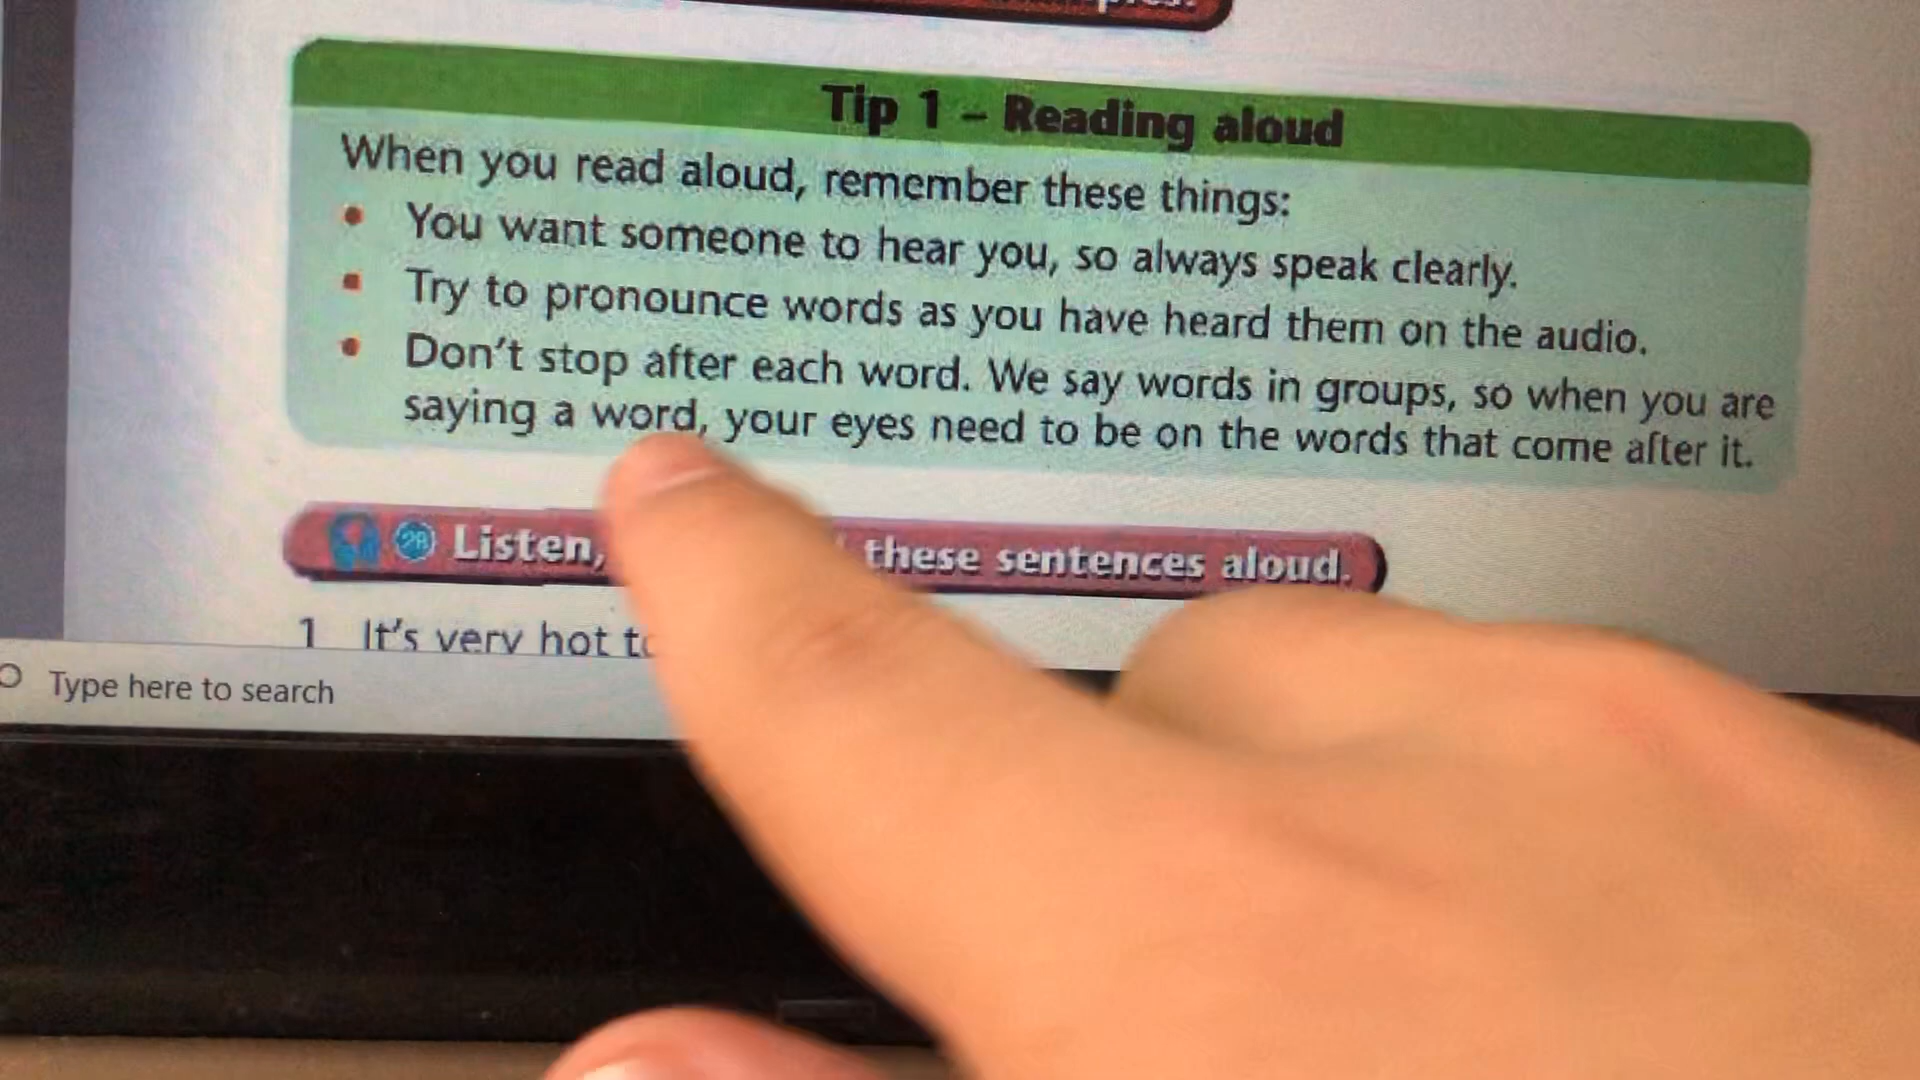 Tip 1 – Reading aloud
When you read aloud, remember these things:
• You want someone to hear you, so always speak clearly.
• Try to pronounce words as you have heard them on the audio.
• Don't stop after each word. We say words in groups, so when you are
saying a word, your eyes need to be on the words that come after it.
28 Listen, these sentences aloud.
1 It's very hot
Type here to search